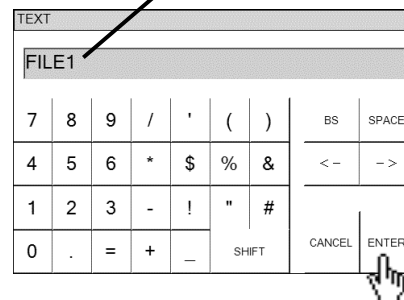 TEXT
FILE1
7 8 9 / ' ( ) BS SPACE
4 5 6 * $ % & <- ->
1 2 3 - ! " #
0 . = + _ SHIFT CANCEL ENTER